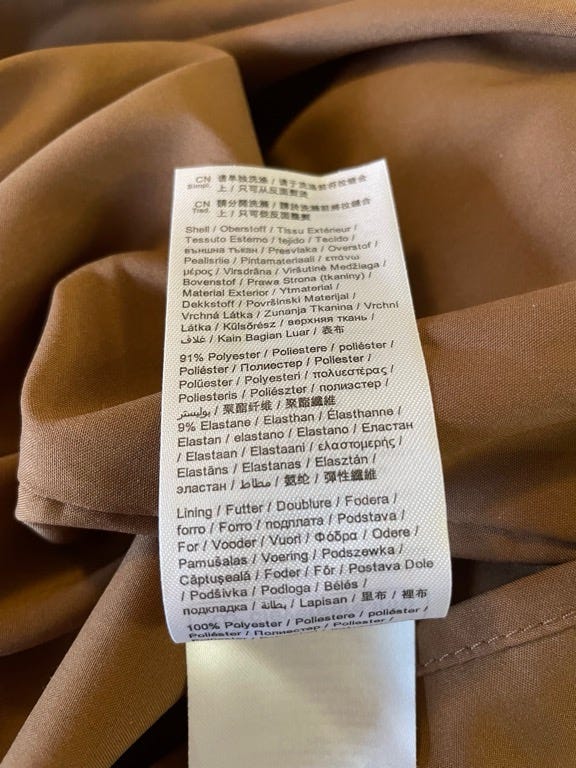 CN Simpl. 请单独洗涤 / 请于洗涤前将拉链合
上 / 只可从反面熨烫
CN Trad. 請分開洗滌 / 請於洗滌前將拉鏈合
上 / 只可從反面熨燙
Shell / Oberstoff / Tissu Extérieur /
Tessuto Esterno / tejido / Tecido /
външна тъкан / Presvlaka / Overstof /
Pealisriie / Pintamateriaali / επάνω
μέρος / Virsdrāna / Viršutinė Medžiaga /
Bovenstof / Prawa Strona (tkaniny) /
Material Exterior / Ytmaterial /
Dekkstoff / Površinski Materijal /
Vrchná Látka / Zunanja Tkanina / Vrchní
Látka / Külsőrész / верхняя ткань /
غلاف / Kain Bagian Luar / 表布
91% Polyester / Poliestere / poliéster /
Poliéster / Полиестер / Poliester /
Polüester / Polyesteri / πολυεστέρας /
Poliesteris / Poliészter / полиэстер /
بوليستر / 聚酯纤维 / 聚酯纖維
9% Elastane / Elasthan / Élasthanne /
Elastan / elastano / Elastano / Еластан
/ Elastaan / Elastaani / ελαστομερής /
Elastāns / Elastanas / Elasztán /
эластан / مطاط / 氨纶 / 彈性纖維
Lining / Futter / Doublure / Fodera /
forro / Forro / подплата / Podstava /
For / Vooder / Vuori / Φόδρα / Odere /
Pamušalas / Voering / Podszewka /
Căptuşeală / Foder / Fôr / Postava Dole
/ Podšívka / Podloga / Bélés /
подкладка / بطانة / Lapisan / 里布 / 裡布
100% Polyester / Poliestere / poliéster /
Poliéster / Полиестер / Poliester /